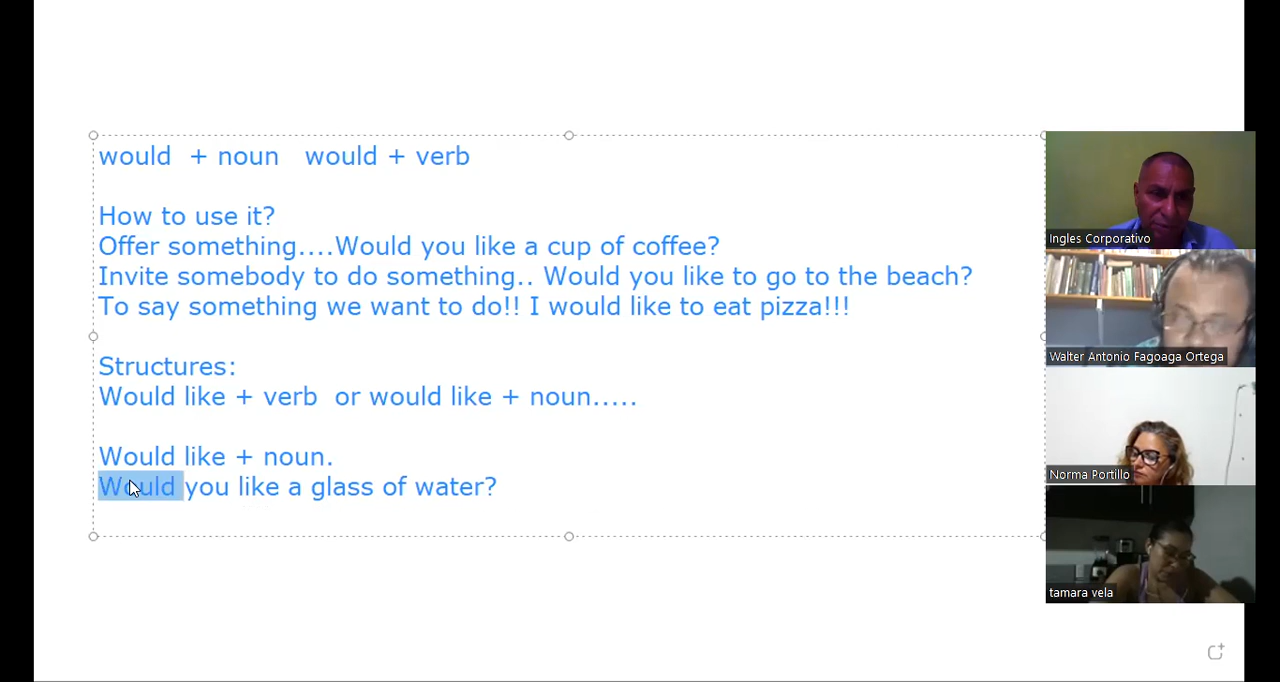 would + noun would + verb
How to use it?
Offer something....Would you like a cup of coffee?
Invite somebody to do something.. Would you like to go to the beach?
To say something we want to do!! I would like to eat pizza!!!
Structures:
Would like + verb or would like + noun.....
Would like + noun.
Would you like a glass of water?
Ingles Corporativo
Walter Antonio Fagoaga Ortega
Norma Portillo
tamara vela